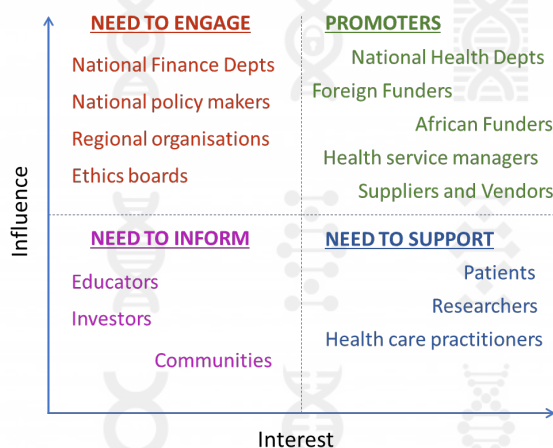 NEED TO ENGAGE
National Finance Depts
National policy makers
Regional organisations
Ethics boards
PROMOTERS
National Health Depts
Foreign Funders
African Funders
Health service managers
Suppliers and Vendors
Influence
NEED TO INFORM
Educators
Investors
Communities
NEED TO SUPPORT
Patients
Researchers
Health care practitioners
Interest